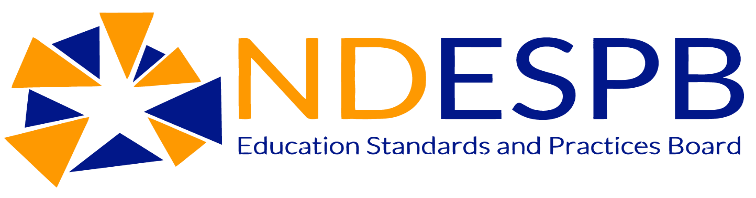 NDESPB
Education Standards and Practices Board